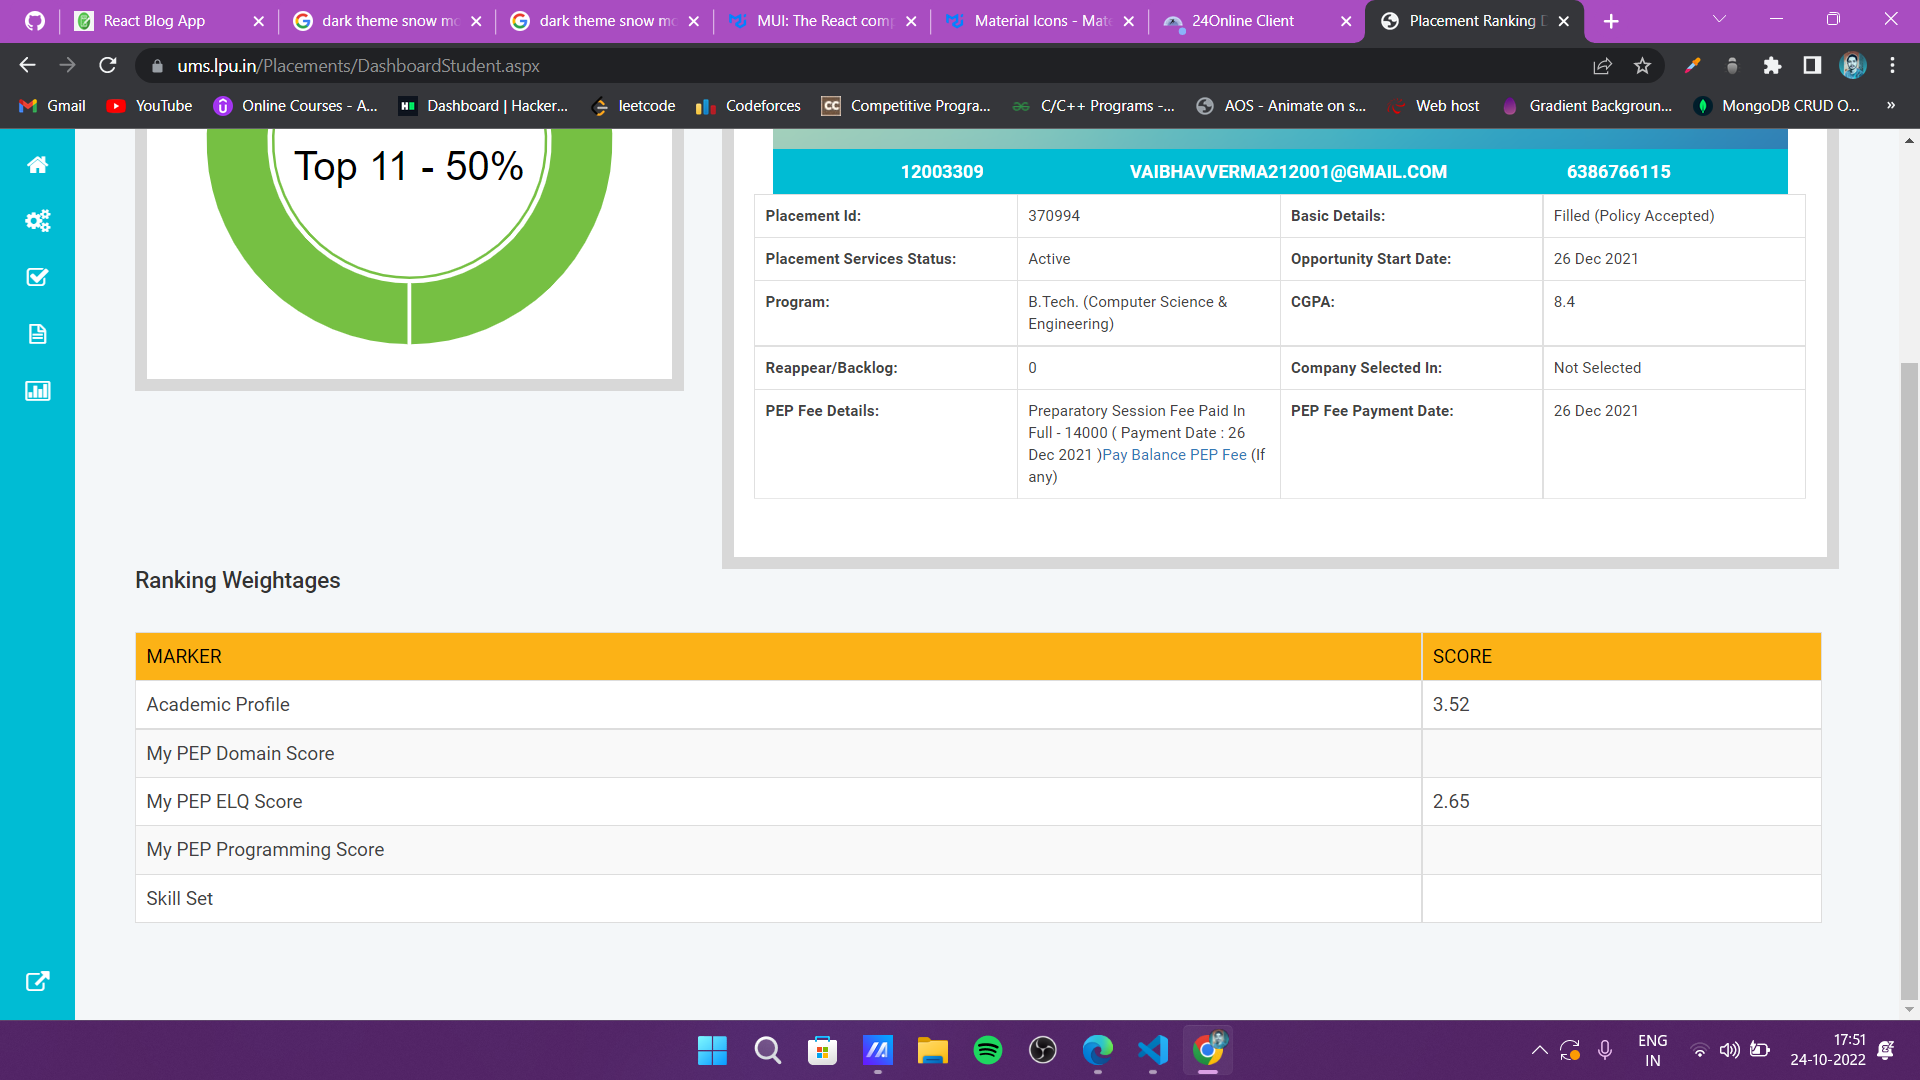 React Blog App
dark theme snow mo
dark theme snow mo
MUI: The React comp
Material Icons - Mate
24Online Client
Placement Ranking D
ums.lpu.in/Placements/DashboardStudent.aspx
Gmail
YouTube
Online Courses - A...
Dashboard | Hacker...
leetcode
Codeforces
Competitive Progra...
C/C++ Programs -...
AOS - Animate on s...
Web host
Gradient Backgroun...
MongoDB CRUD O...
»
Top 11 - 50%
12003309 VAIBHAVVERMA212001@GMAIL.COM 6386766115
Placement Id: 370994 Basic Details: Filled (Policy Accepted)
Placement Services Status: Active Opportunity Start Date: 26 Dec 2021
Program: B.Tech. (Computer Science & CGPA: 8.4
Engineering)
Reappear/Backlog: 0 Company Selected In: Not Selected
PEP Fee Details: Preparatory Session Fee Paid In PEP Fee Payment Date: 26 Dec 2021
Full - 14000 ( Payment Date : 26
Dec 2021 )Pay Balance PEP Fee (If
any)
Ranking Weightages
MARKER SCORE
Academic Profile 3.52
My PEP Domain Score
My PEP ELQ Score 2.65
My PEP Programming Score
Skill Set
ENG
IN
17:51
24-10-2022